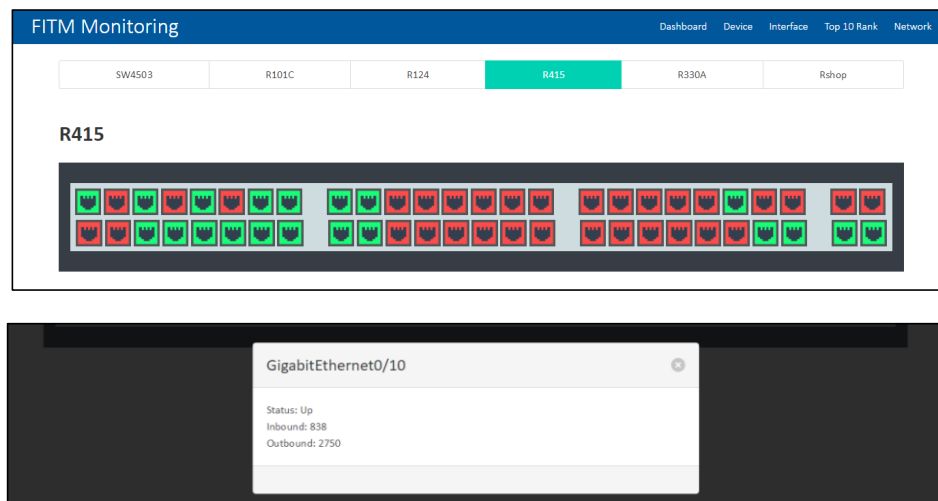 FITM Monitoring
Dashboard Device Interface Top 10 Rank Network
SW4503 R101C R124 R415 R330A Rshop
R415
GigabitEthernet0/10
Status: Up
Inbound: 838
Outbound: 2750